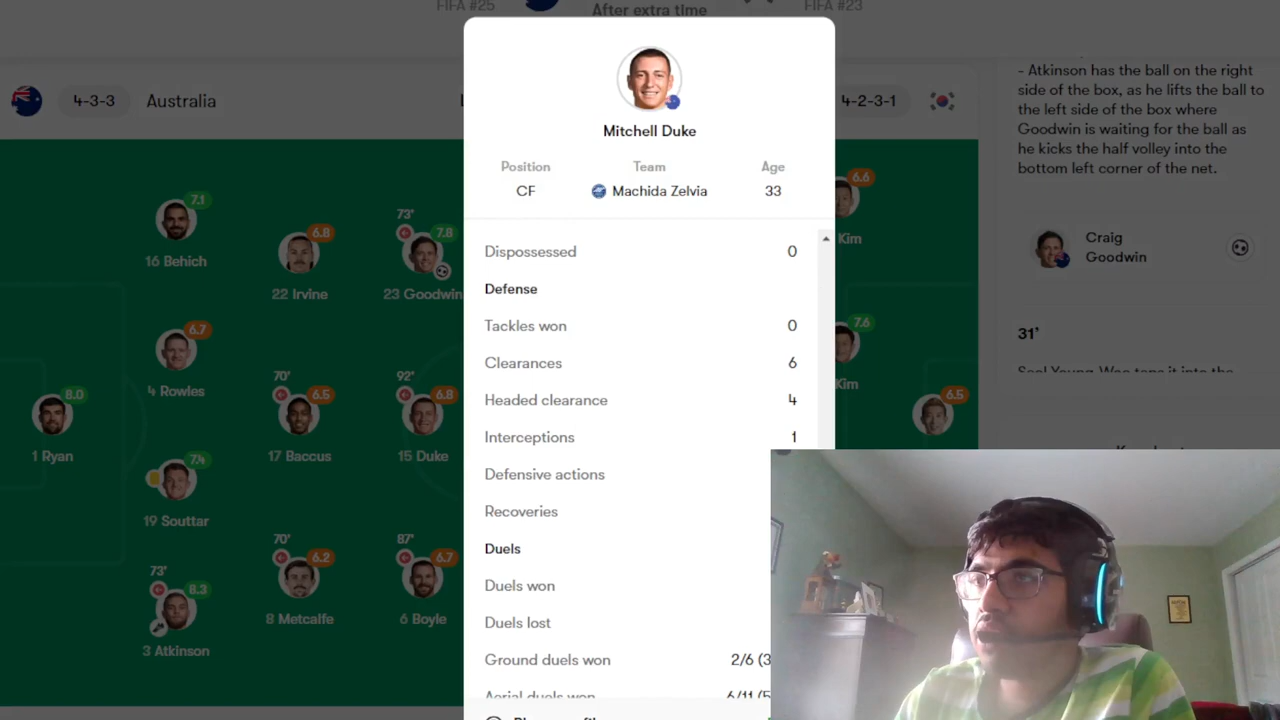 FIFA #25
After extra time
FIFA #23
4-3-3
Australia
4-2-3-1
Mitchell Duke
Position
Team
Age
CF
Machida Zelvia
33
Dispossessed
0
Defense
Tackles won
0
Clearances
6
Headed clearance
4
Interceptions
1
Defensive actions
Recoveries
Duels
Duels won
Duels lost
Ground duels won
2/6 (3
Aerial duels won
6/11 (5
7.1
16 Behich
6.8
22 Irvine
73'
7.8
23 Goodwin
6.7
4 Rowles
8.0
1 Ryan
70'
6.5
17 Baccus
92'
6.8
15 Duke
7.4
19 Souttar
70'
6.2
8 Metcalfe
87'
6.7
6 Boyle
73'
8.3
3 Atkinson
6.6
Kim
7.6
Kim
6.5
- Atkinson has the ball on the right
side of the box, as he lifts the ball to
the left side of the box where
Goodwin is waiting for the ball as
he kicks the half volley into the
bottom left corner of the net.
Craig
Goodwin
31'